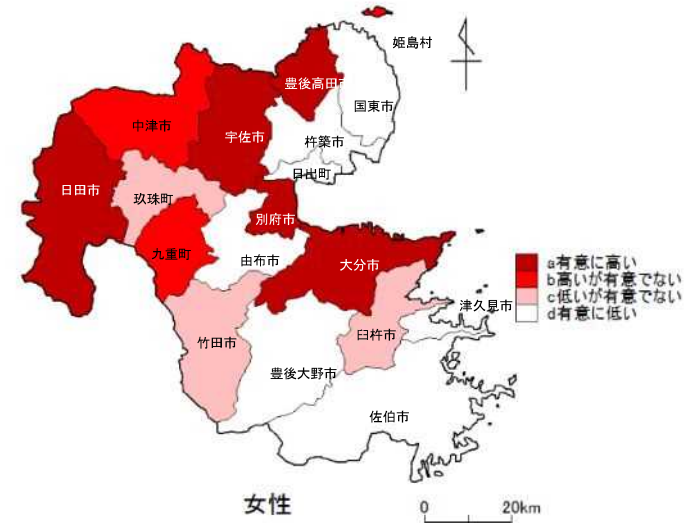 姫島村
豊後高田市
国東市
中津市
宇佐市
杵築市
日出町
日田市
玖珠町
別府市
九重町
由布市
大分市
a有意に高い
b高いが有意でない
c低いが有意でない
d有意に低い
津久見市
竹田市
臼杵市
豊後大野市
佐伯市
女性
0 20km